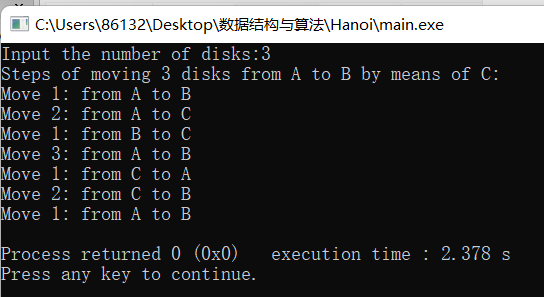 C:\Users\86132\Desktop\数据结构与算法\Hanoi\main.exe
Input the number of disks:3
Steps of moving 3 disks from A to B by means of C:
Move 1: from A to B
Move 2: from A to C
Move 1: from B to C
Move 3: from A to B
Move 1: from C to A
Move 2: from C to B
Move 1: from A to B
Process returned 0 (0x0)   execution time : 2.378 s
Press any key to continue.